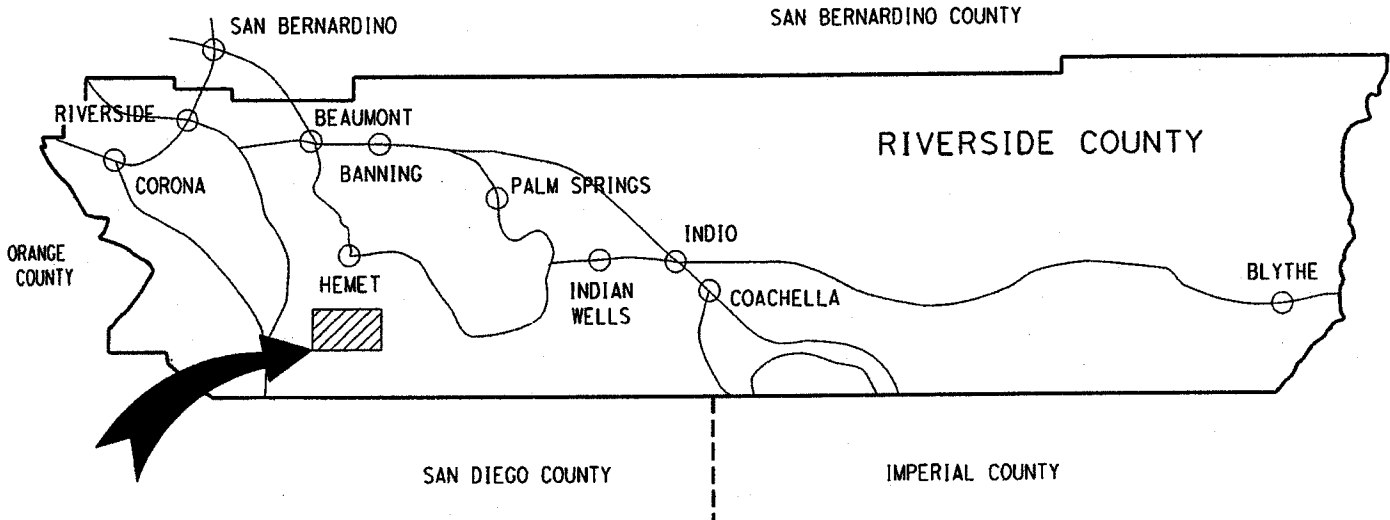 SAN BERNARDINO COUNTY
SAN BERNARDINO
RIVERSIDE
BEAUMONT
RIVERSIDE COUNTY
BANNING
CORONA
PALM SPRINGS
ORANGE
COUNTY
INDIO
HEMET
BLYTHE
INDIAN
WELLS
COACHELLA
SAN DIEGO COUNTY
IMPERIAL COUNTY